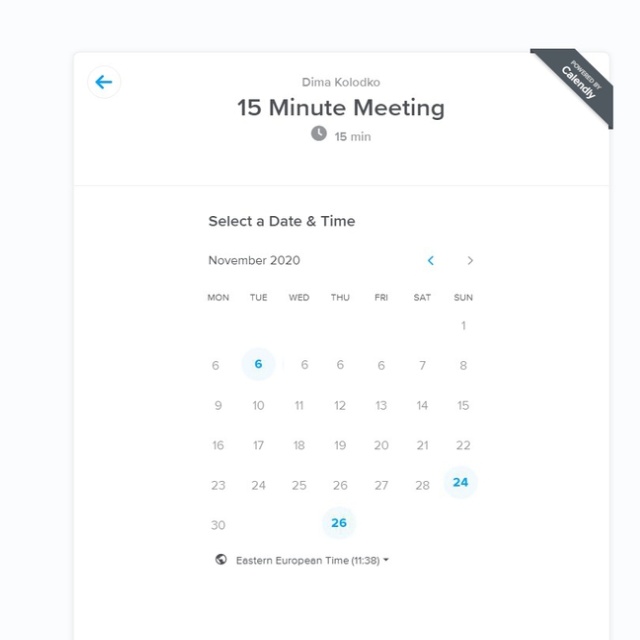 POWERED BY
Calendly
Dima Kolodko
15 Minute Meeting
15 min
Select a Date & Time
November 2020
MON TUE WED THU FRI SAT SUN
1
6 6 6 6 6 7 8
9 10 11 12 13 14 15
16 17 18 19 20 21 22
23 24 25 26 27 28 24
30 26
Eastern European Time (11:38)